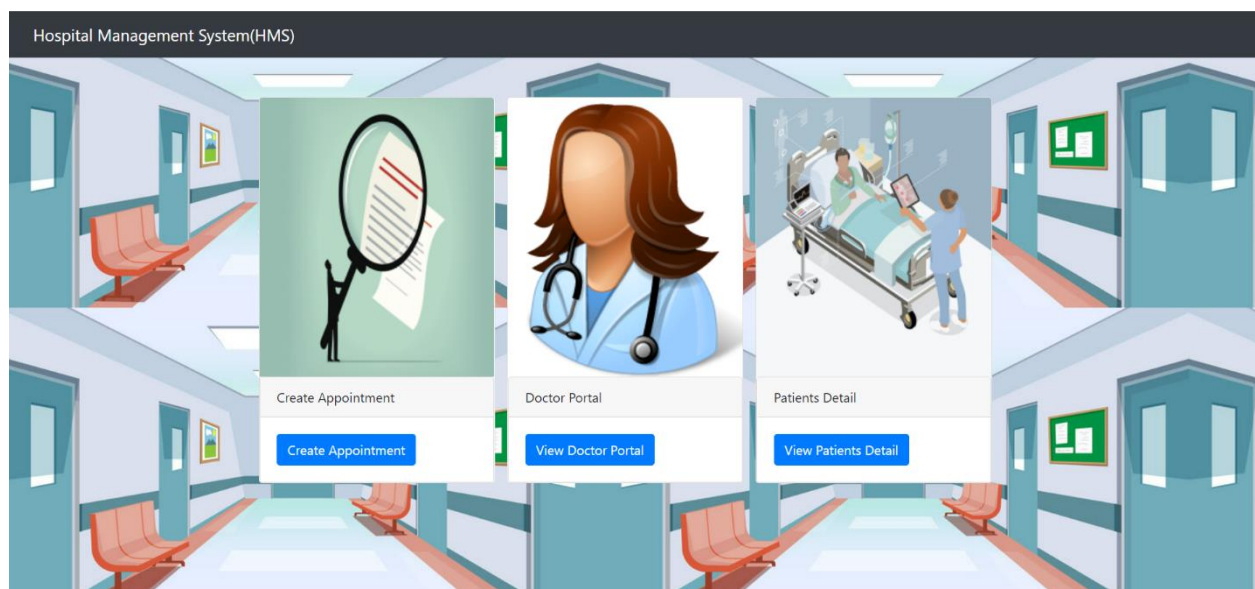 Hospital Management System(HMS)
Create Appointment
Doctor Portal
Patients Detail
Create Appointment
View Doctor Portal
View Patients Detail